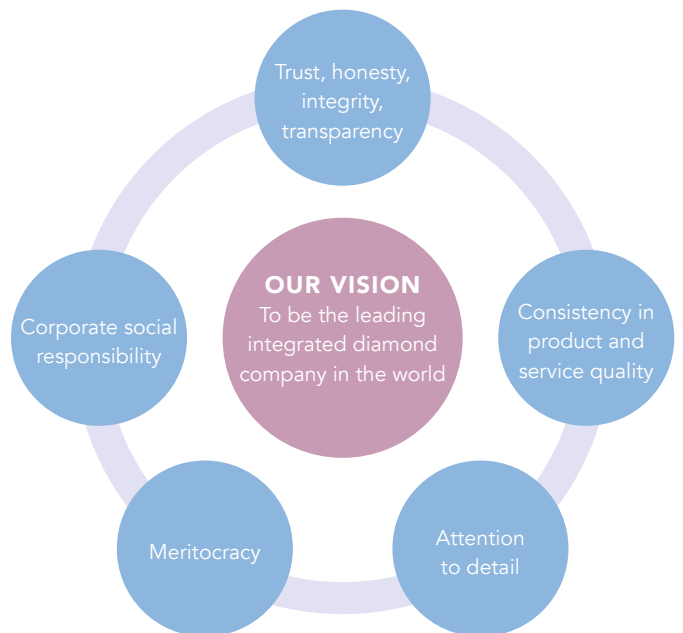 Trust, honesty,
integrity,
transparency
OUR VISION
To be the leading
integrated diamond
company in the world
Corporate social
responsibility
Consistency in
product and
service quality
Meritocracy
Attention
to detail